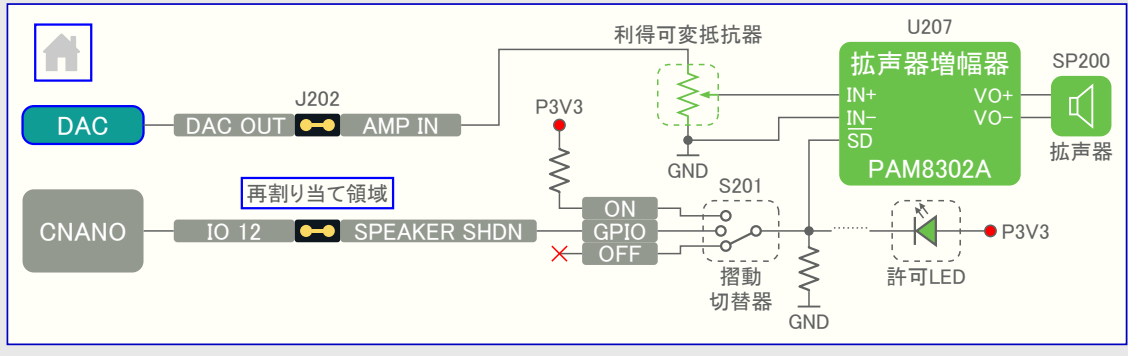 利得可変抵抗器
U207
拡声器増幅器
SP200
J202
P3V3
IN+
VO+
DAC
DAC OUT
AMP IN
IN−
VO−
SD
拡声器
GND
PAM8302A
再割り当て領域
S201
ON
CNANO
IO 12
SPEAKER SHDN
GPIO
P3V3
OFF
摺動
切替器
許可LED
GND